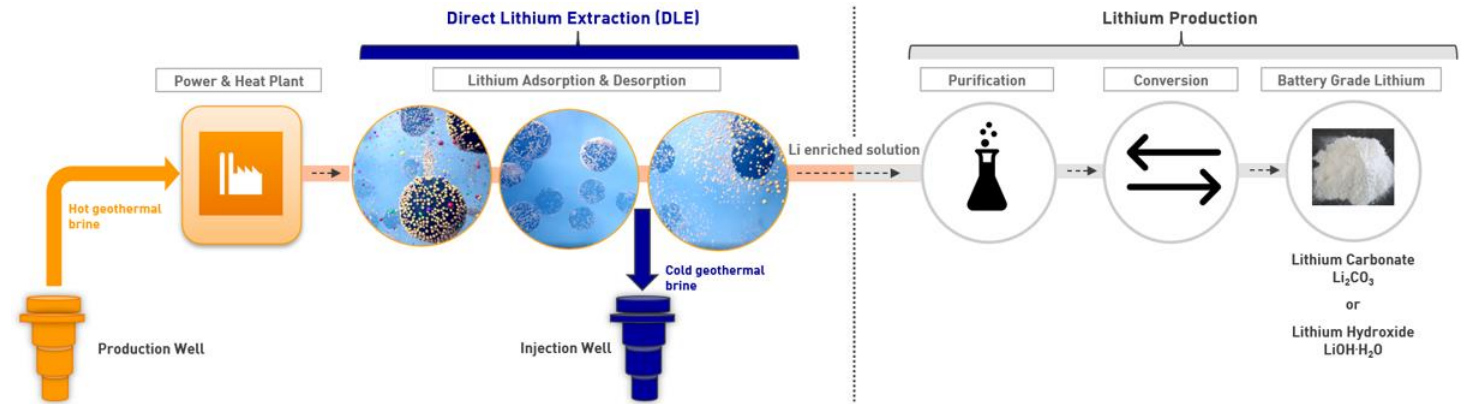 Direct Lithium Extraction (DLE)
Lithium Production
Power & Heat Plant
Lithium Adsorption & Desorption
Purification
Conversion
Battery Grade Lithium
Li enriched solution
Hot geothermal
brine
Cold geothermal
brine
Production Well
Injection Well
Lithium Carbonate
Li₂CO₃
or
Lithium Hydroxide
LiOH·H₂O